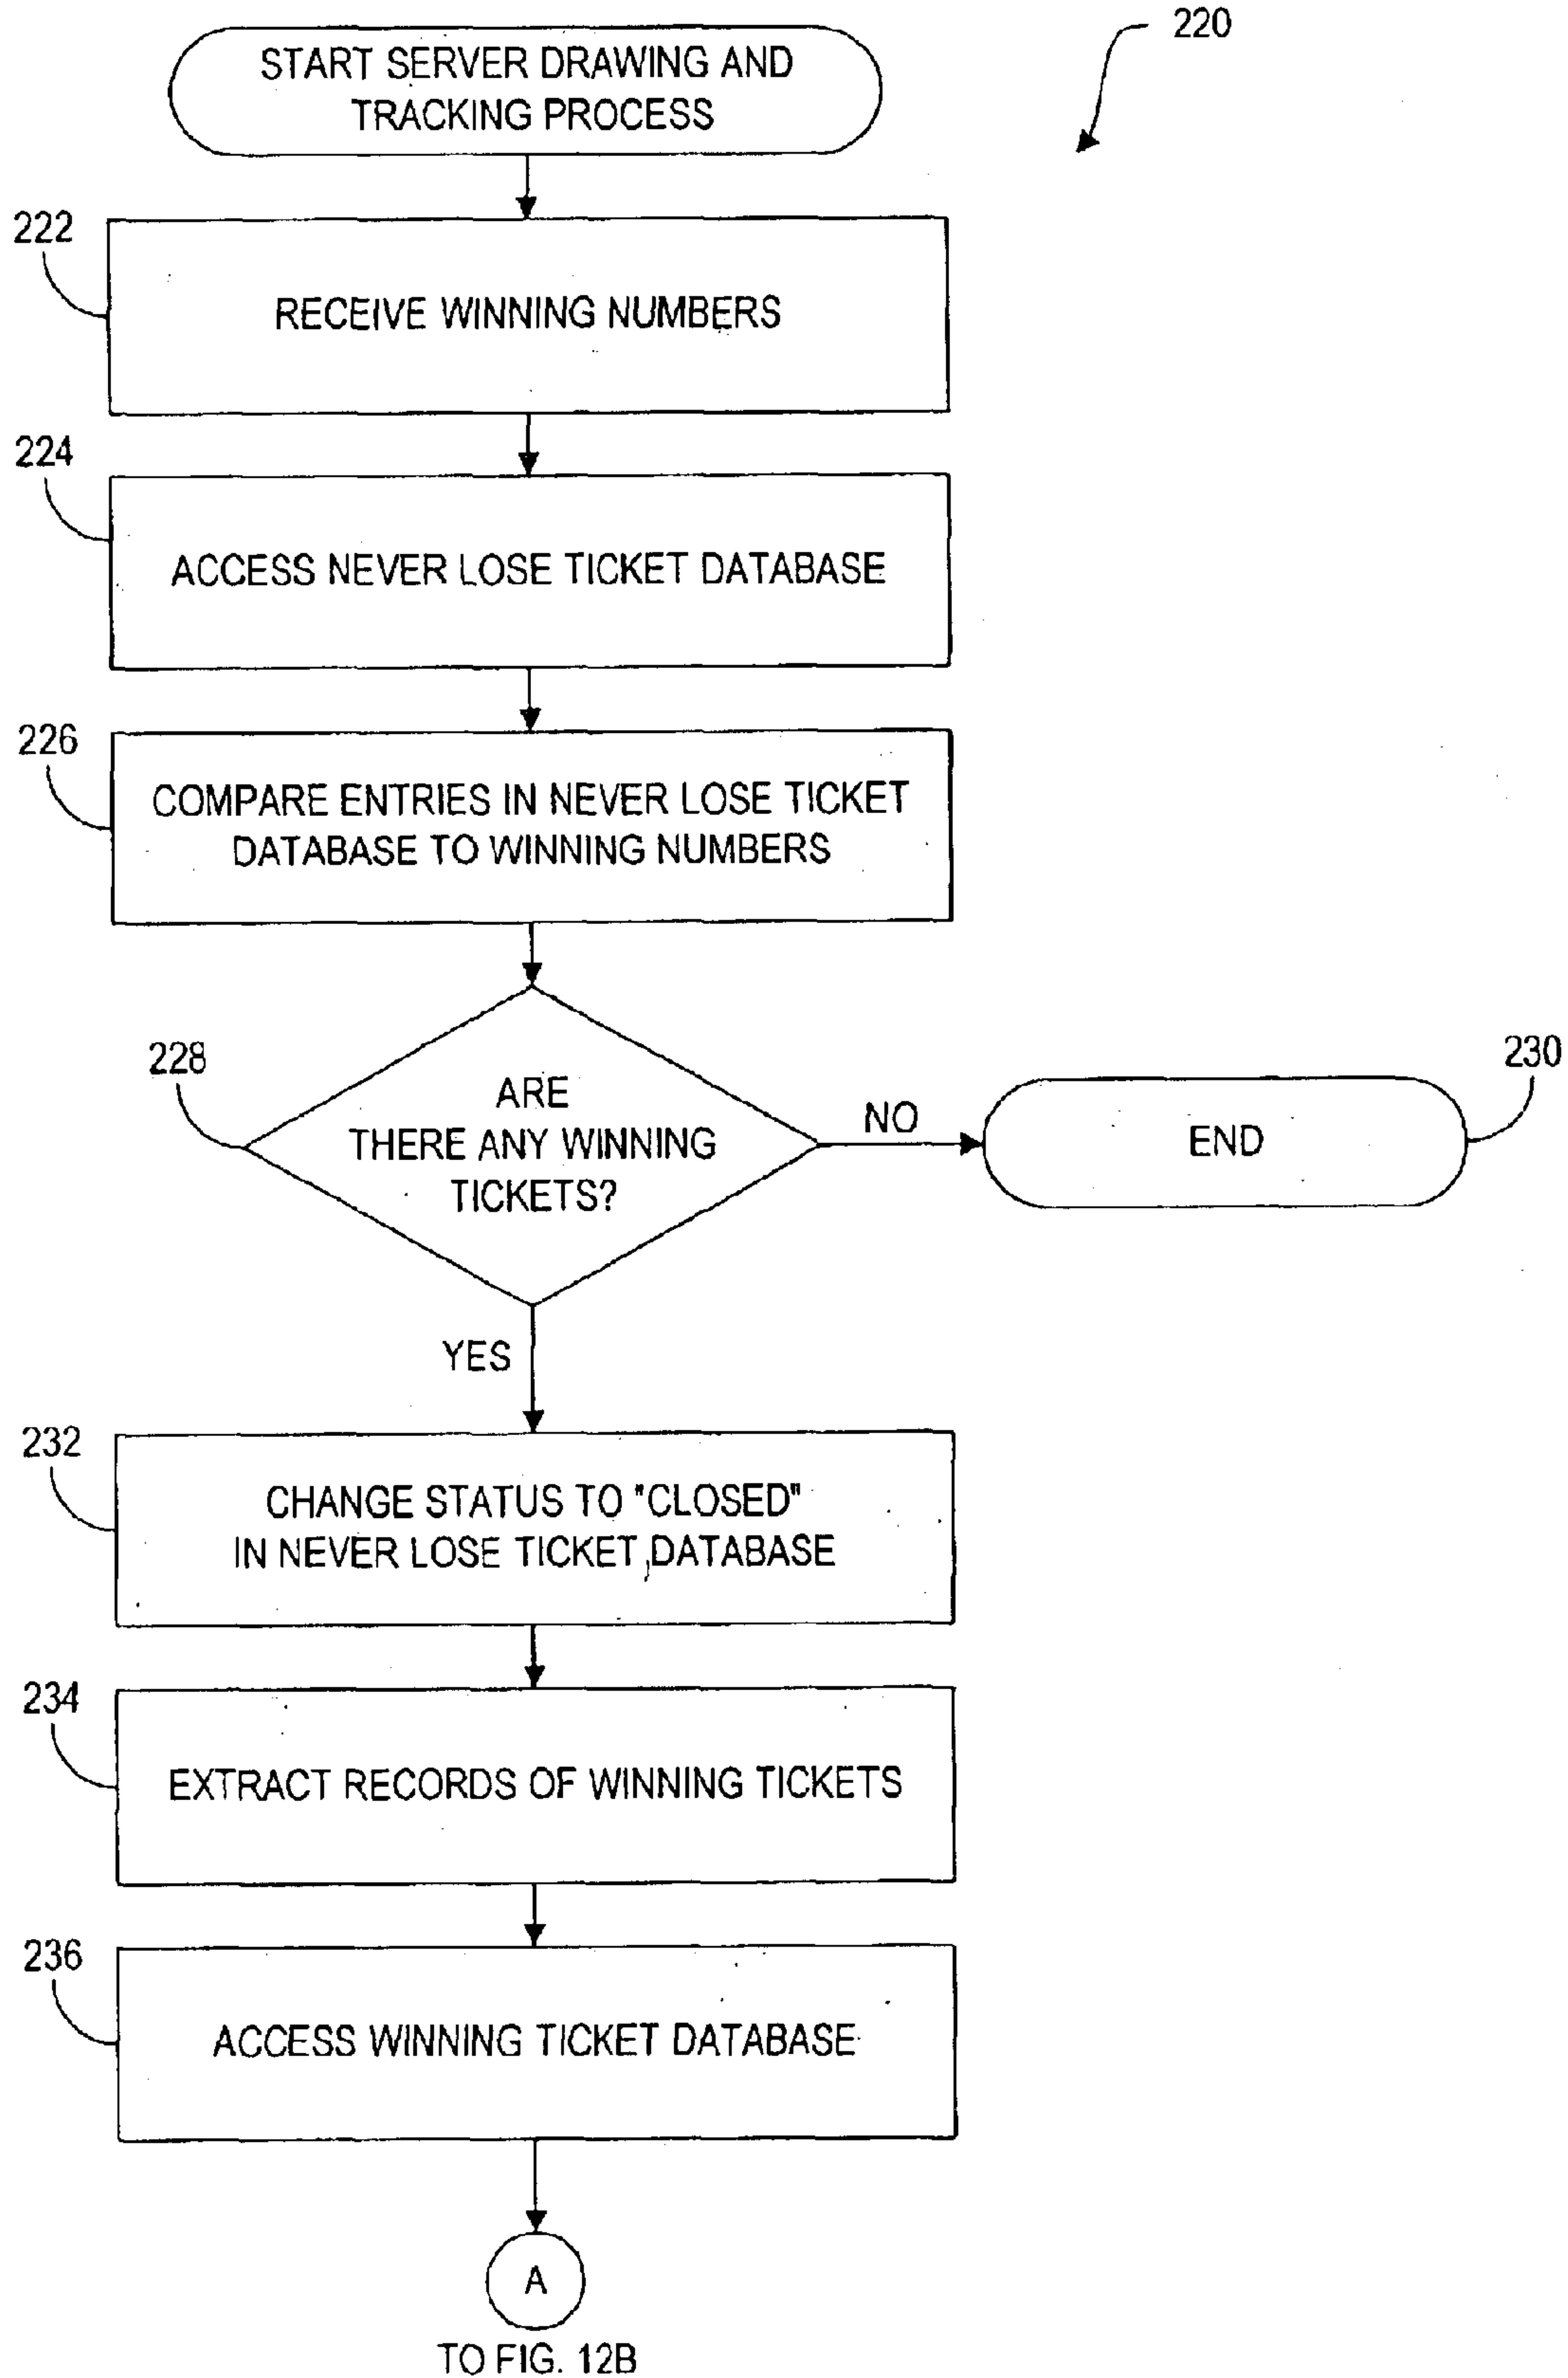 220
START SERVER DRAWING AND
TRACKING PROCESS
222
RECEIVE WINNING NUMBERS
224
ACCESS NEVER LOSE TICKET DATABASE
226
COMPARE ENTRIES IN NEVER LOSE TICKET
DATABASE TO WINNING NUMBERS
228
ARE
THERE ANY WINNING
TICKETS?
NO
230
END
YES
232
CHANGE STATUS TO "CLOSED"
IN NEVER LOSE TICKET DATABASE
234
EXTRACT RECORDS OF WINNING TICKETS
236
ACCESS WINNING TICKET DATABASE
A
TO FIG. 12B